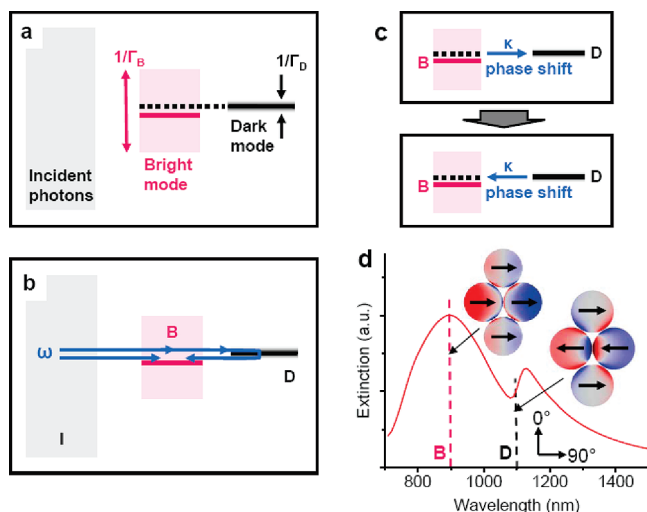 a
1/Γ_B
1/Γ_D
Incident
photons
Bright
mode
Dark
mode
b
ω
B
D
I
c
κ
B
D
phase shift
κ
B
D
phase shift
d
Extinction (a.u.)
0°
90°
B
D
800
1000
1200
1400
Wavelength (nm)